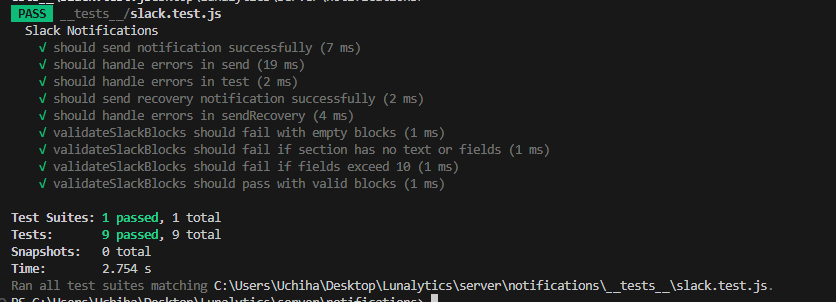 PASS __tests__/slack.test.js
Slack Notifications
√ should send notification successfully (7 ms)
√ should handle errors in send (19 ms)
√ should handle errors in test (2 ms)
√ should send recovery notification successfully (2 ms)
√ should handle errors in sendRecovery (4 ms)
√ validateSlackBlocks should fail with empty blocks (1 ms)
√ validateSlackBlocks should fail if section has no text or fields (1 ms)
√ validateSlackBlocks should fail if fields exceed 10 (1 ms)
√ validateSlackBlocks should pass with valid blocks (1 ms)
Test Suites: 1 passed, 1 total
Tests: 9 passed, 9 total
Snapshots: 0 total
Time: 2.754 s
Ran all test suites matching C:\Users\Uchiha\Desktop\Lunalytics\server\notifications\__tests__\slack.test.js.
PS C:\Users\Uchiha\Desktop\Lunalytics\server\notifications>